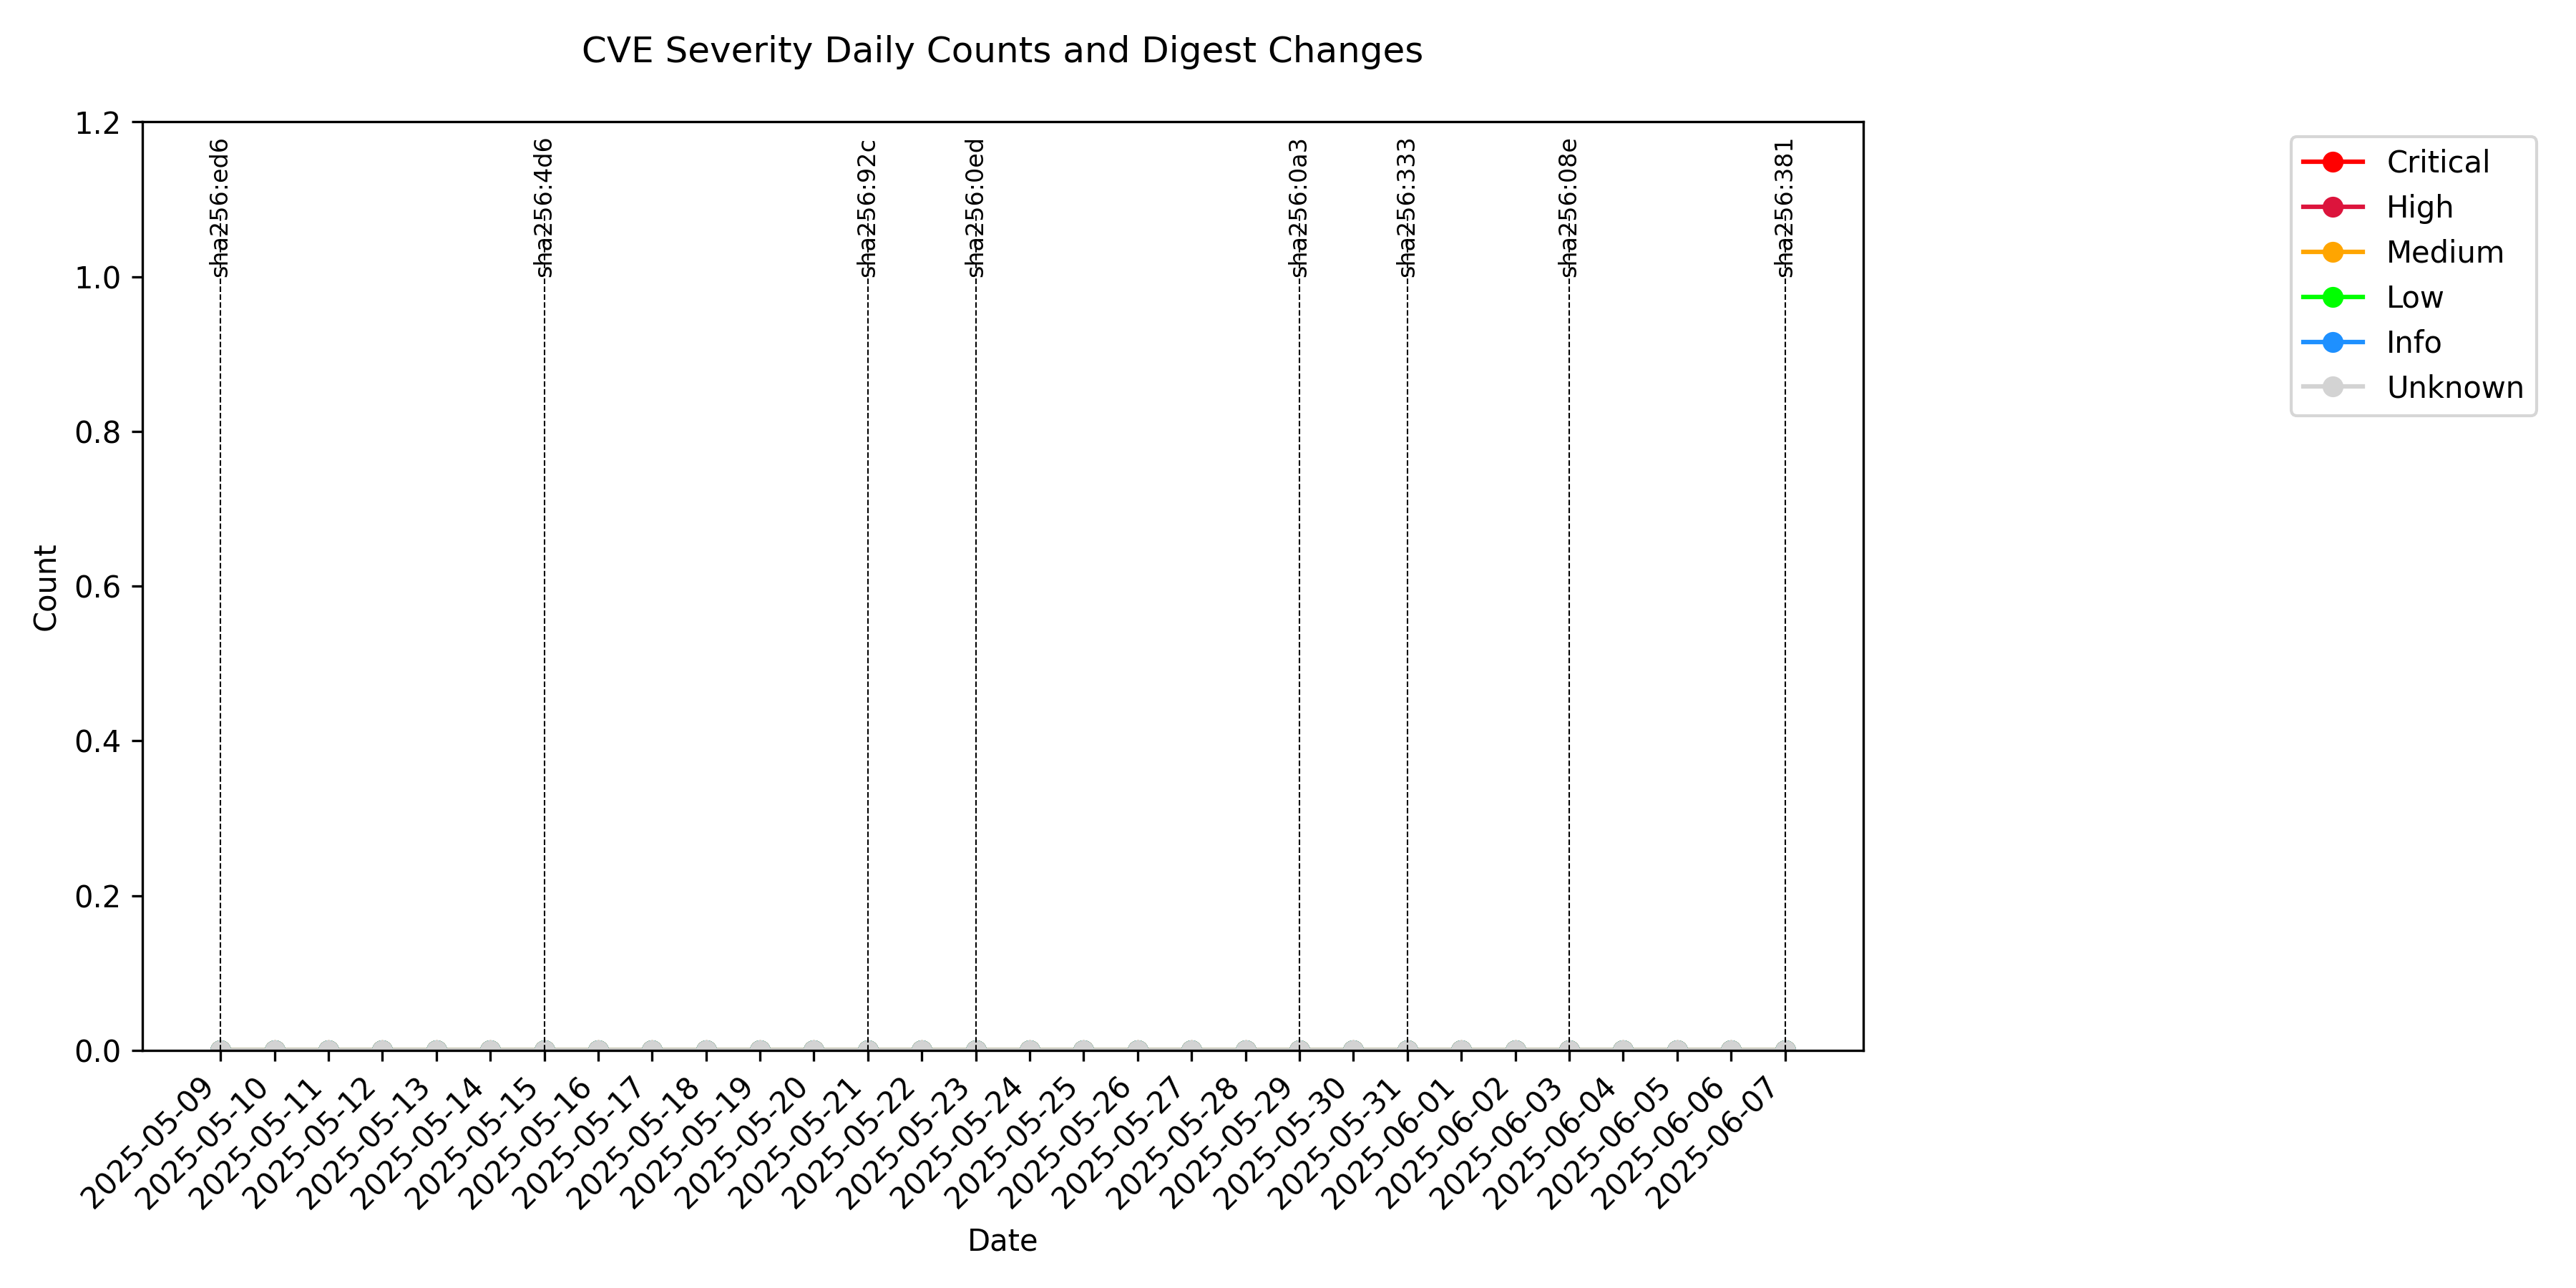 CVE Severity Daily Counts and Digest Changes
1.2
1.0
0.8
0.6
0.4
0.2
0.0
Count
sha256:ed6
sha256:4d6
sha256:92c
sha256:0ed
sha256:0a3
sha256:333
sha256:08e
sha256:381
Critical
High
Medium
Low
Info
Unknown
2025-05-09
2025-05-10
2025-05-11
2025-05-12
2025-05-13
2025-05-14
2025-05-15
2025-05-16
2025-05-17
2025-05-18
2025-05-19
2025-05-20
2025-05-21
2025-05-22
2025-05-23
2025-05-24
2025-05-25
2025-05-26
2025-05-27
2025-05-28
2025-05-29
2025-05-30
2025-05-31
2025-06-01
2025-06-02
2025-06-03
2025-06-04
2025-06-05
2025-06-06
2025-06-07
Date